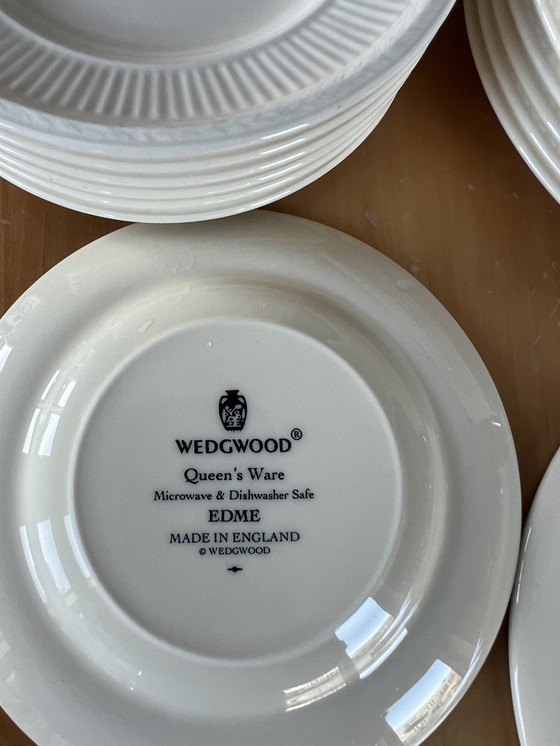 WEDGWOOD®
Queen's Ware
Microwave & Dishwasher Safe
EDME
MADE IN ENGLAND
© WEDGWOOD